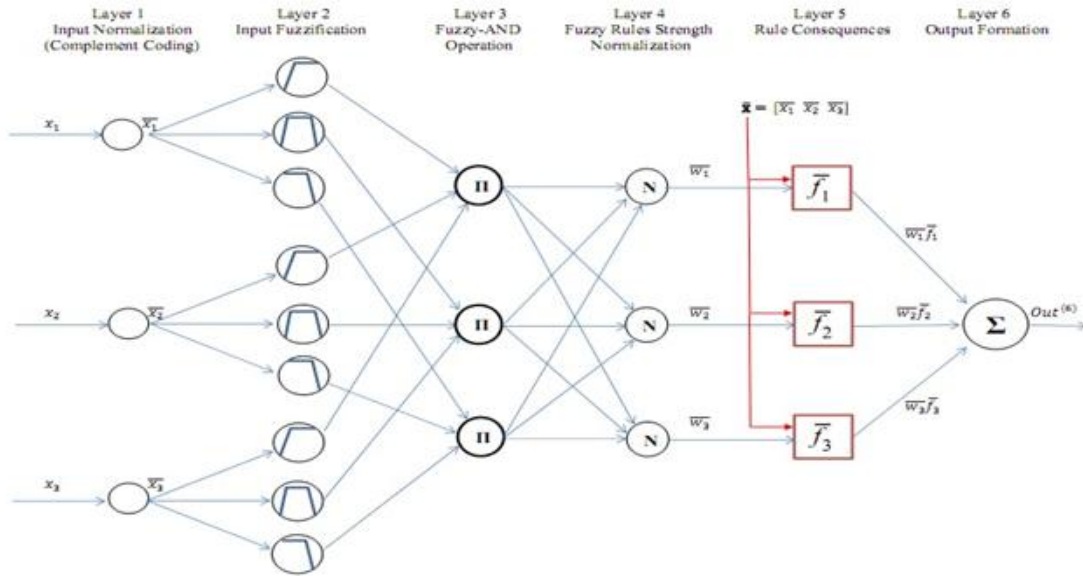 Layer 1
Input Normalization
(Complement Coding)
Layer 2
Input Fuzzification
Layer 3
Fuzzy-AND
Operation
Layer 4
Fuzzy Rules Strength
Normalization
Layer 5
Rule Consequences
Layer 6
Output Formation
x̄ = [x̄₁ x̄₂ x̄₃]
x₁
x̄₁
Π
N
w̄₁
f̄₁
w̄₁f̄₁
x₂
x̄₂
Π
N
w̄₂
f̄₂
w̄₂f̄₂
Σ
Out⁽⁶⁾
x₃
x̄₃
Π
N
w̄₃
f̄₃
w̄₃f̄₃